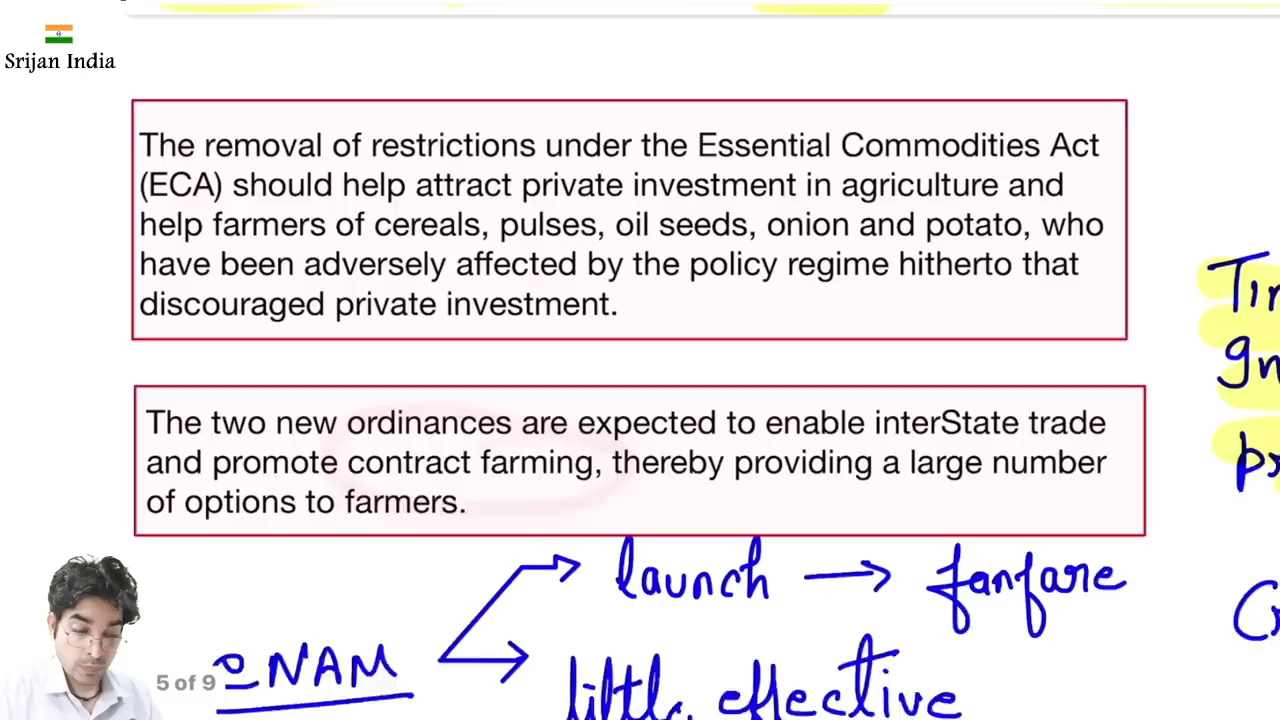 Srijan India
The removal of restrictions under the Essential Commodities Act
(ECA) should help attract private investment in agriculture and
help farmers of cereals, pulses, oil seeds, onion and potato, who
have been adversely affected by the policy regime hitherto that
discouraged private investment.
The two new ordinances are expected to enable interState trade
and promote contract farming, thereby providing a large number
of options to farmers.
launch → fanfare
eNAM
little effective
5 of 9